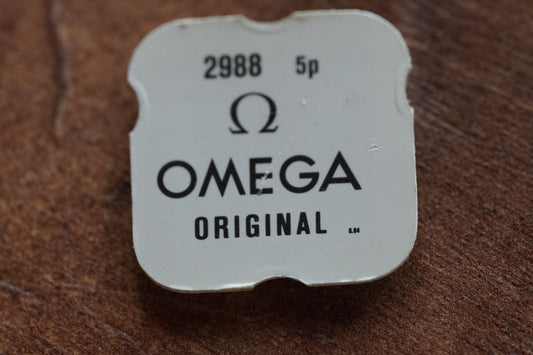 2988 5p
Ω
OMEGA
ORIGINAL